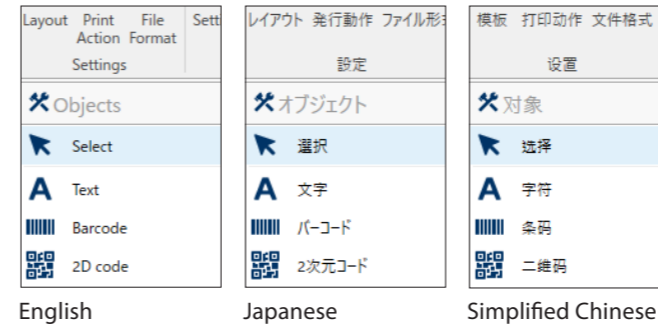 Layout Print Action File Format
Settings
Objects
Select
Text
Barcode
2D code
English
レイアウト 発行動作 ファイル形
設定
オブジェクト
選択
文字
バーコード
2次元コード
Japanese
模板 打印动作 文件格式
设置
对象
选择
字符
条码
二维码
Simplified Chinese